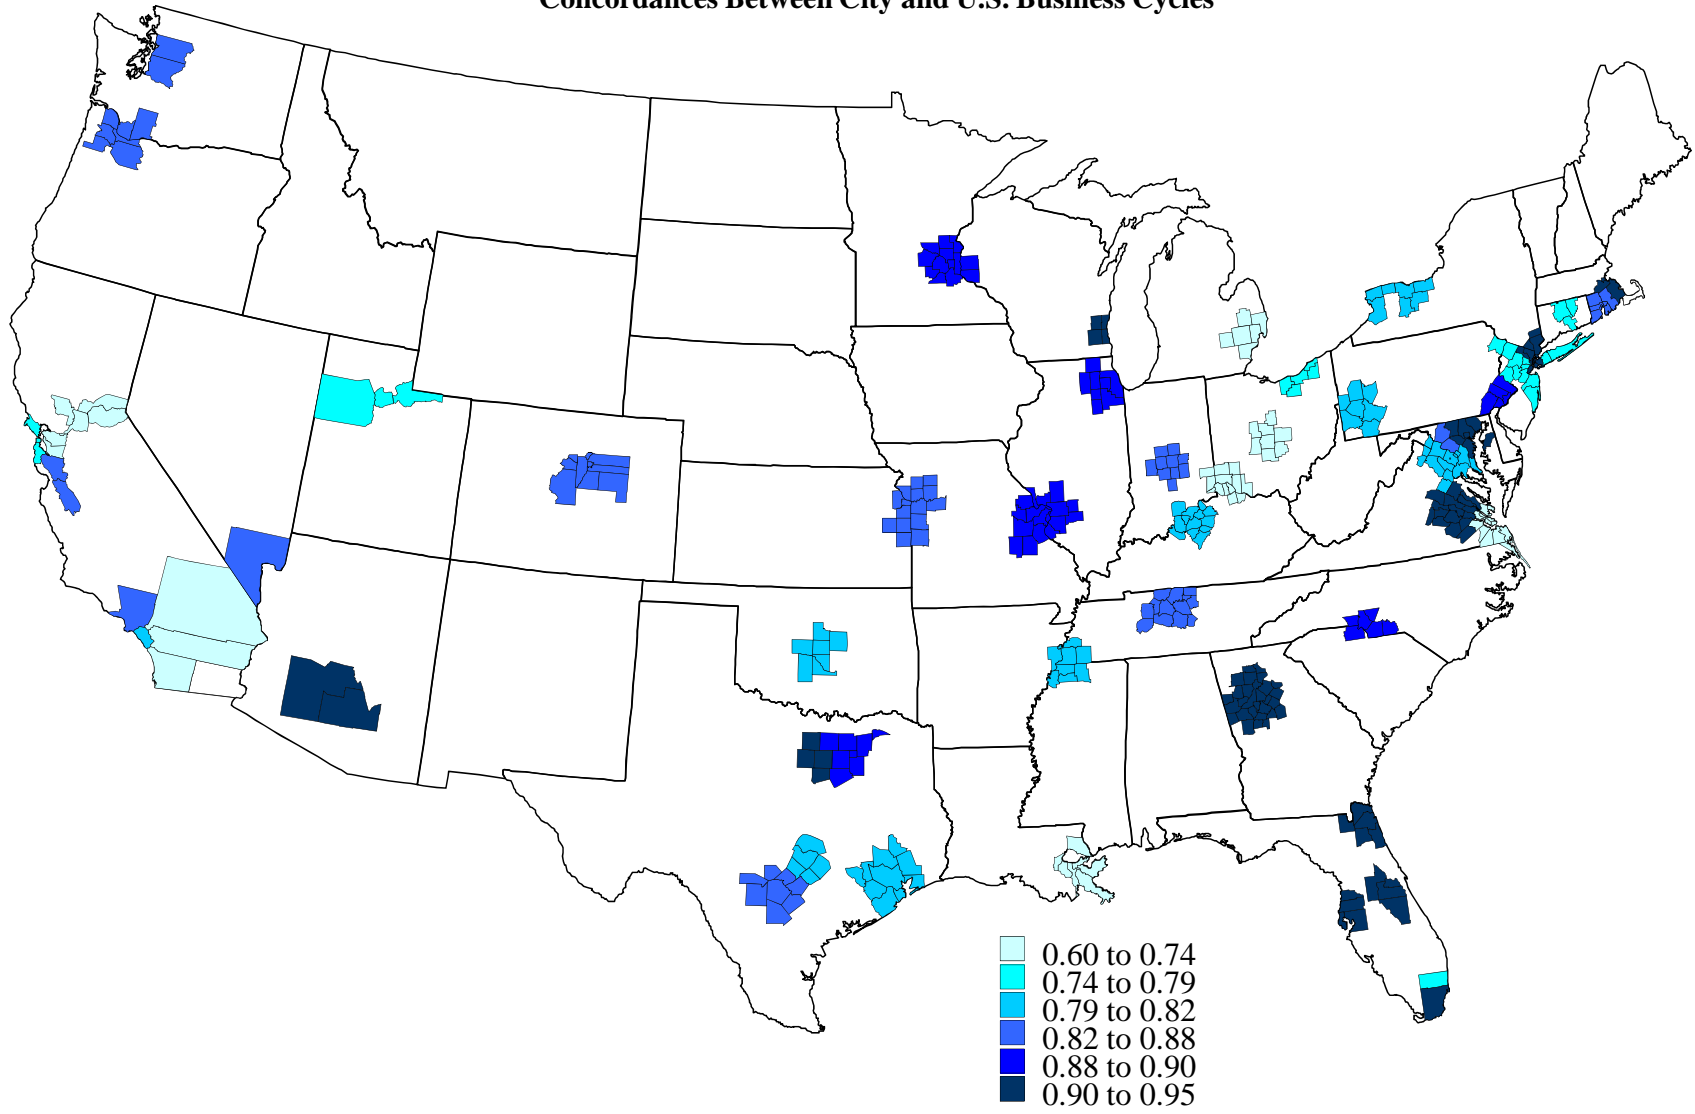 Concordances Between City and U.S. Business Cycles
0.60 to 0.74
0.74 to 0.79
0.79 to 0.82
0.82 to 0.88
0.88 to 0.90
0.90 to 0.95